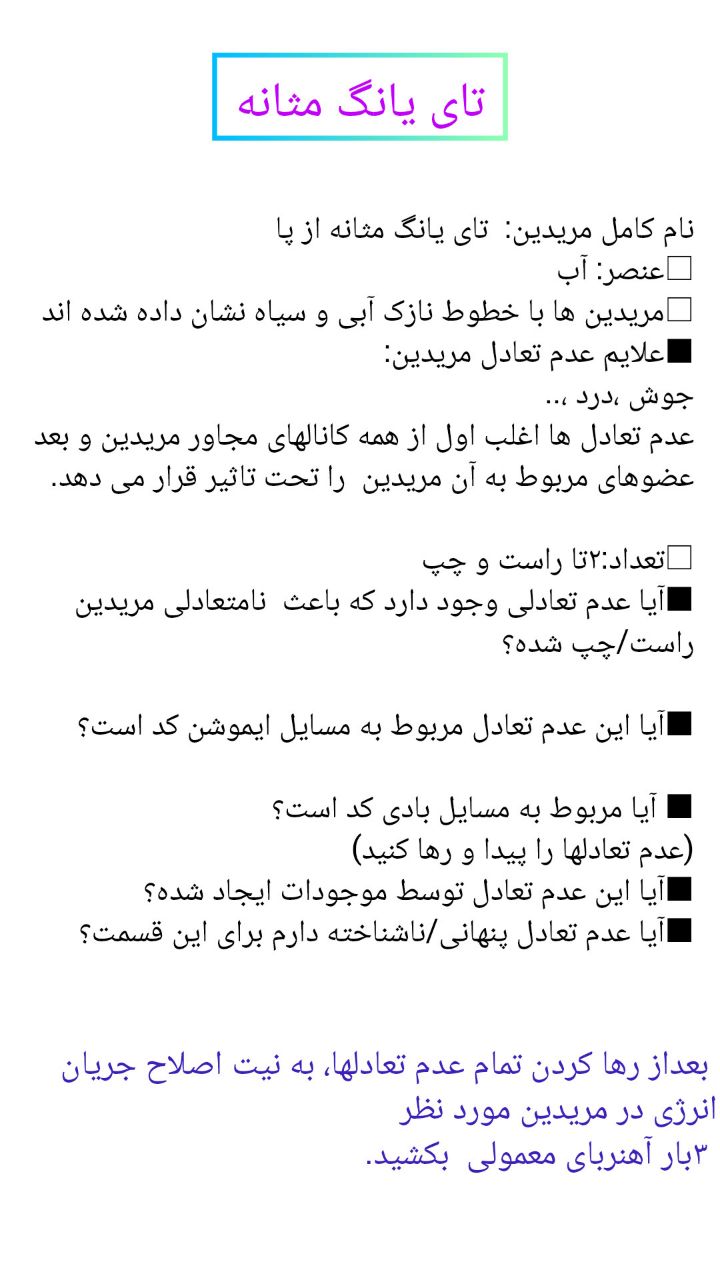 تای یانگ مثانه
نام کامل مریدین:  تای یانگ مثانه از پا
□عنصر: آب
□مریدین ها با خطوط نازک آبی و سیاه نشان داده شده اند
■علایم عدم تعادل مریدین:
جوش ،درد ،..
عدم تعادل ها اغلب اول از همه کانالهای مجاور مریدین و بعد
عضوهای مربوط به آن مریدین  را تحت تاثیر قرار می دهد.
□تعداد:۲تا راست و چپ
■آیا عدم تعادلی وجود دارد که باعث  نامتعادلی مریدین
راست/چپ شده؟
■آیا این عدم تعادل مربوط به مسایل ایموشن کد است؟
■ آیا مربوط به مسایل بادی کد است؟
(عدم تعادلها را پیدا و رها کنید)
■آیا این عدم تعادل توسط موجودات ایجاد شده؟
■آیا عدم تعادل پنهانی/ناشناخته دارم برای این قسمت؟
بعداز رها کردن تمام عدم تعادلها، به نیت اصلاح جریان
انرژی در مریدین مورد نظر
۳بار آهنربای معمولی  بکشید.